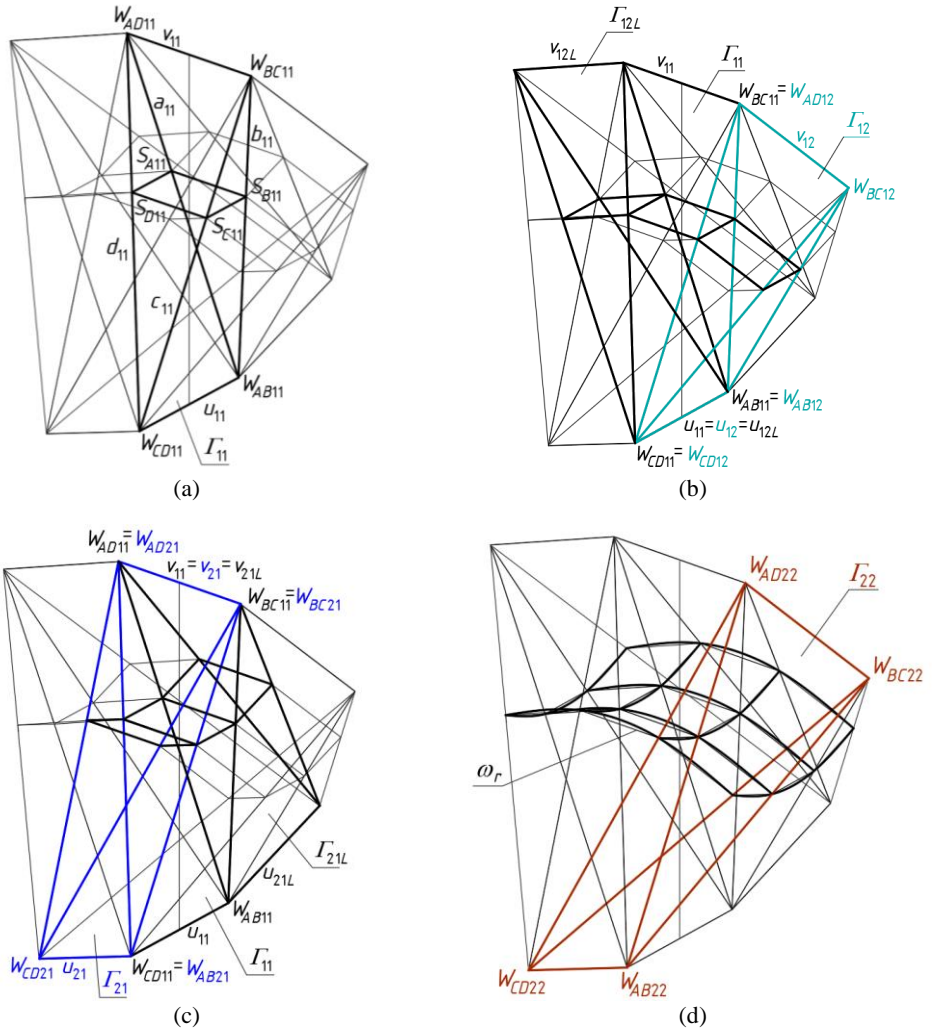 W_AD11
v_11
W_BC11
a_11
b_11
S_A11
S_B11
S_D11
S_C11
d_11
c_11
W_AB11
u_11
W_CD11
Γ_11
(a)
Γ_12L
v_12L
v_11
Γ_11
W_BC11 = W_AD12
v_12
Γ_12
W_BC12
W_AB11 = W_AB12
u_11 = u_12 = u_12L
W_CD11 = W_CD12
(b)
W_AD11 = W_AD21
v_11 = v_21 = v_21L
W_BC11 = W_BC21
Γ_21L
u_21L
W_AB11
u_11
Γ_11
W_CD21
u_21
Γ_21
W_CD11 = W_AB21
(c)
W_AD22
Γ_22
W_BC22
ω_r
W_CD22
W_AB22
(d)